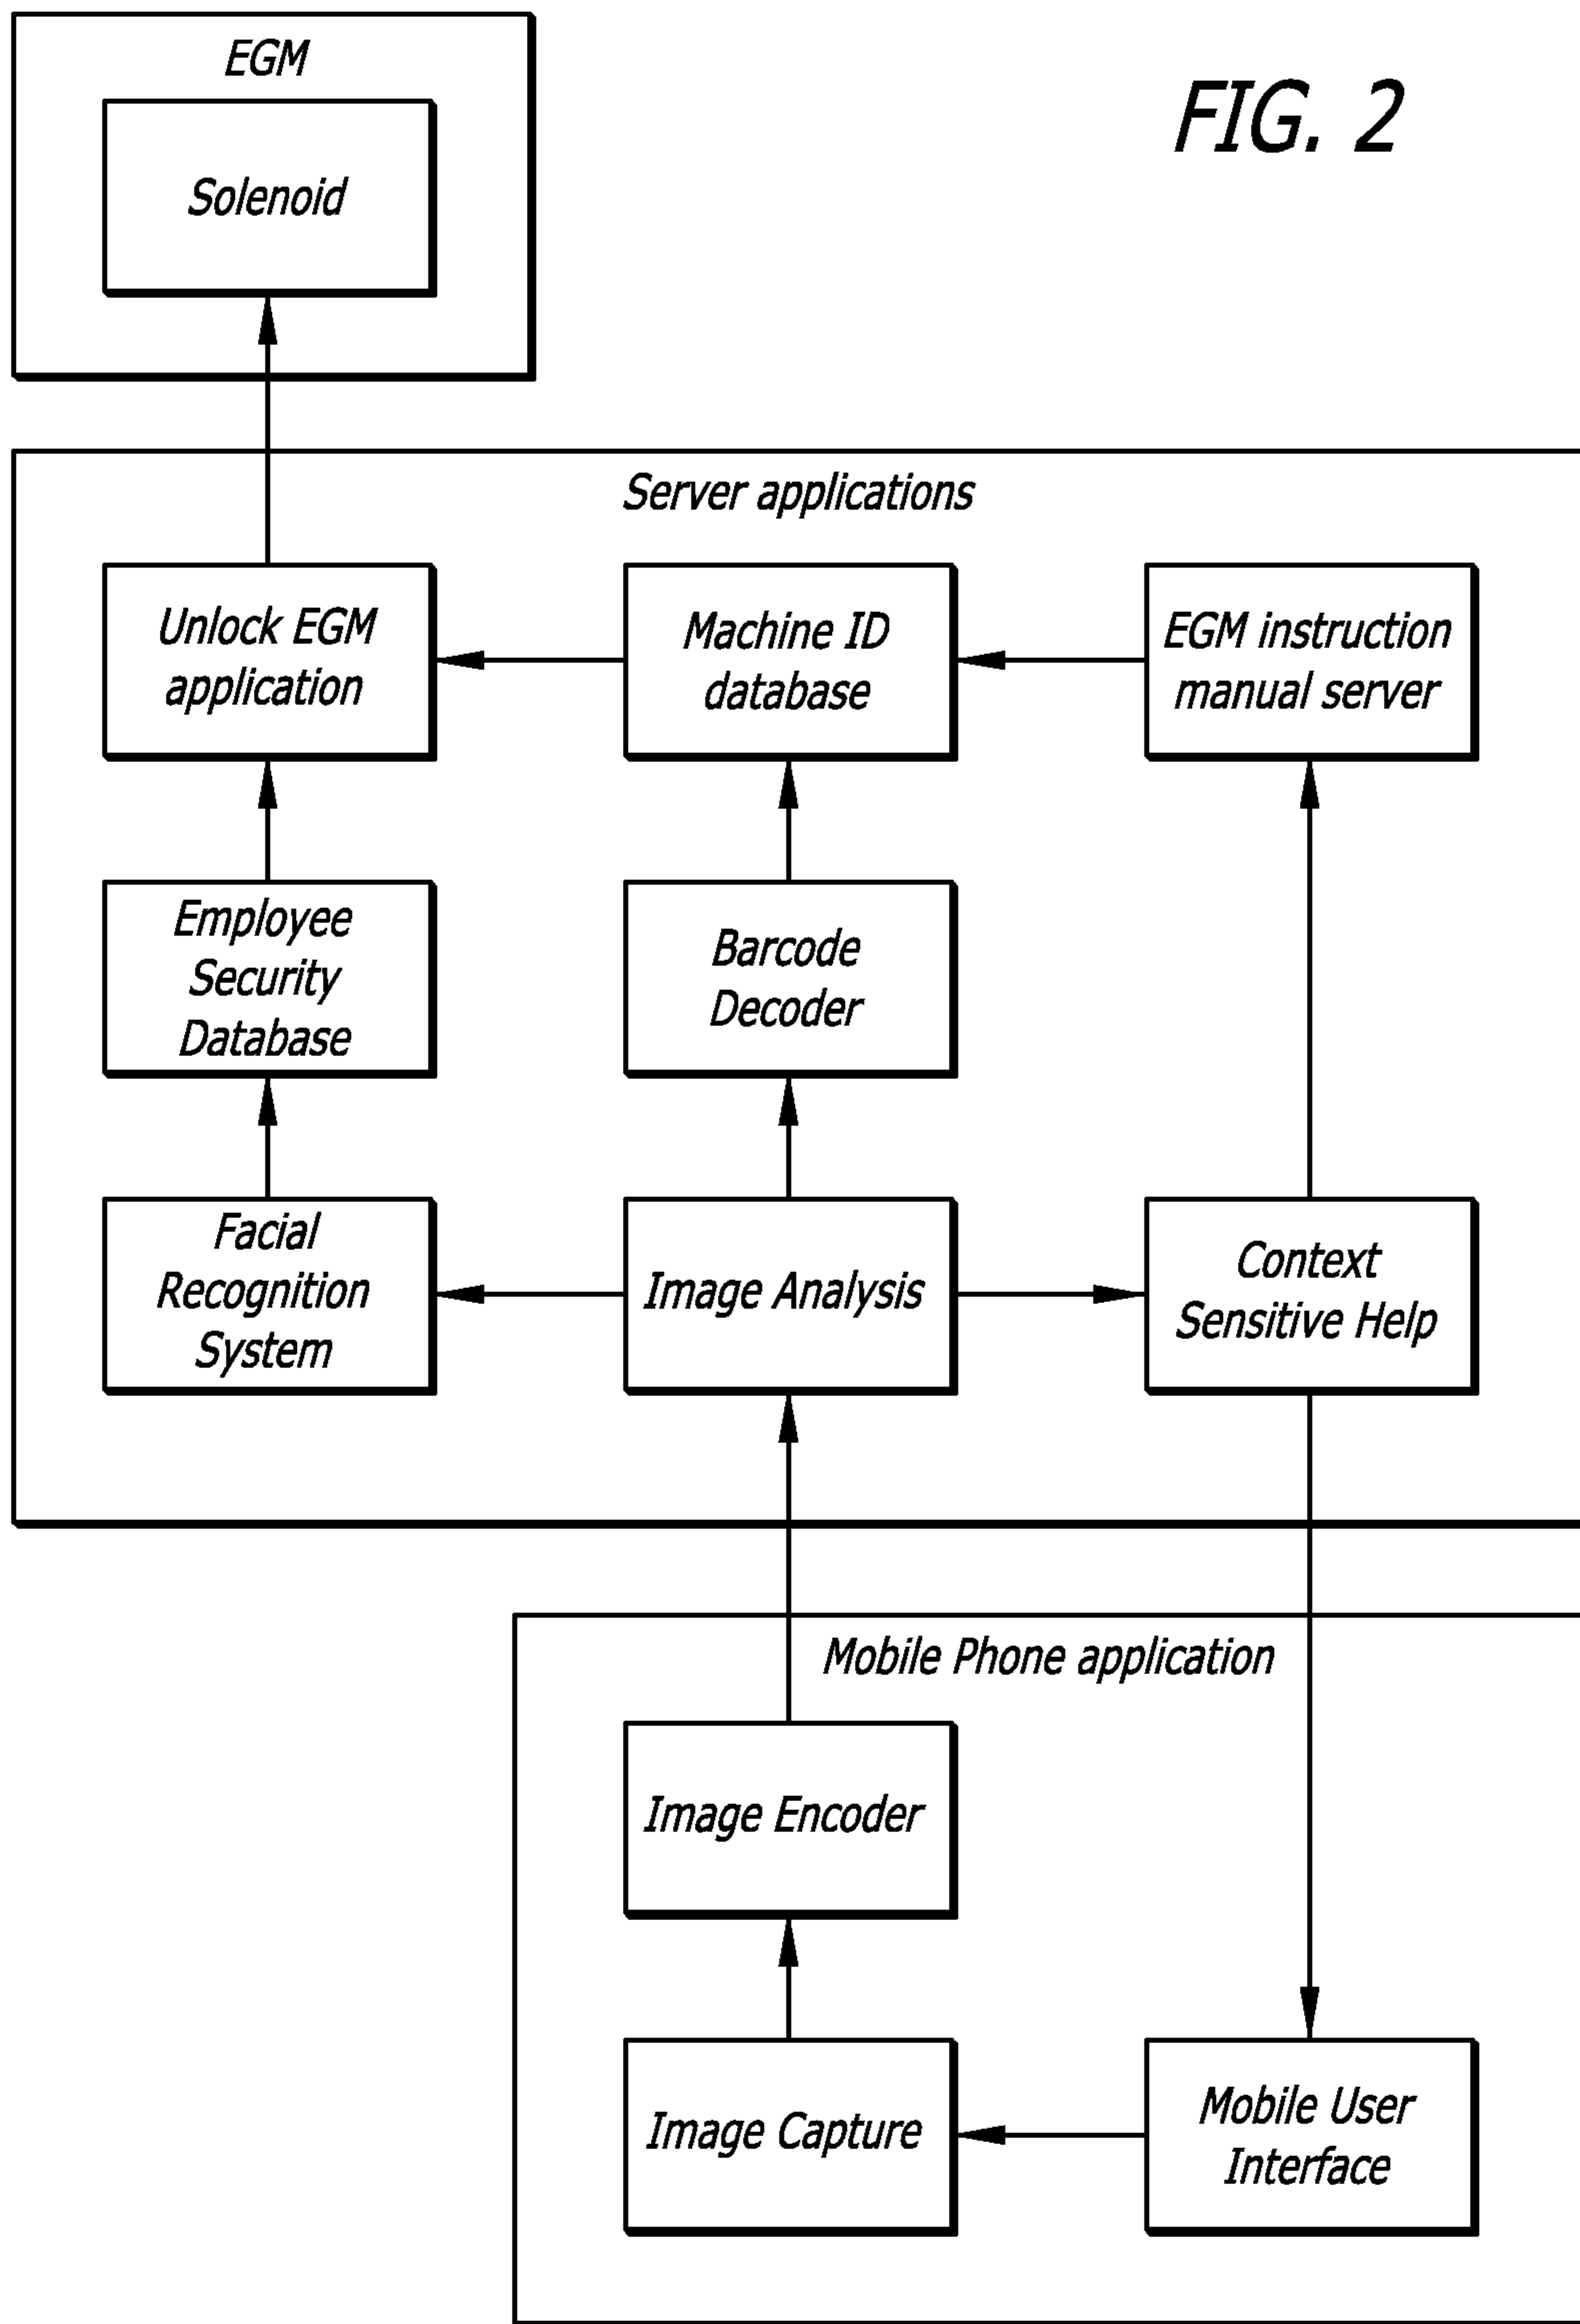 EGM
FIG. 2
Solenoid
Server applications
Unlock EGM
application
Machine ID
database
EGM instruction
manual server
Employee
Security
Database
Barcode
Decoder
Facial
Recognition
System
Image Analysis
Context
Sensitive Help
Mobile Phone application
Image Encoder
Image Capture
Mobile User
Interface